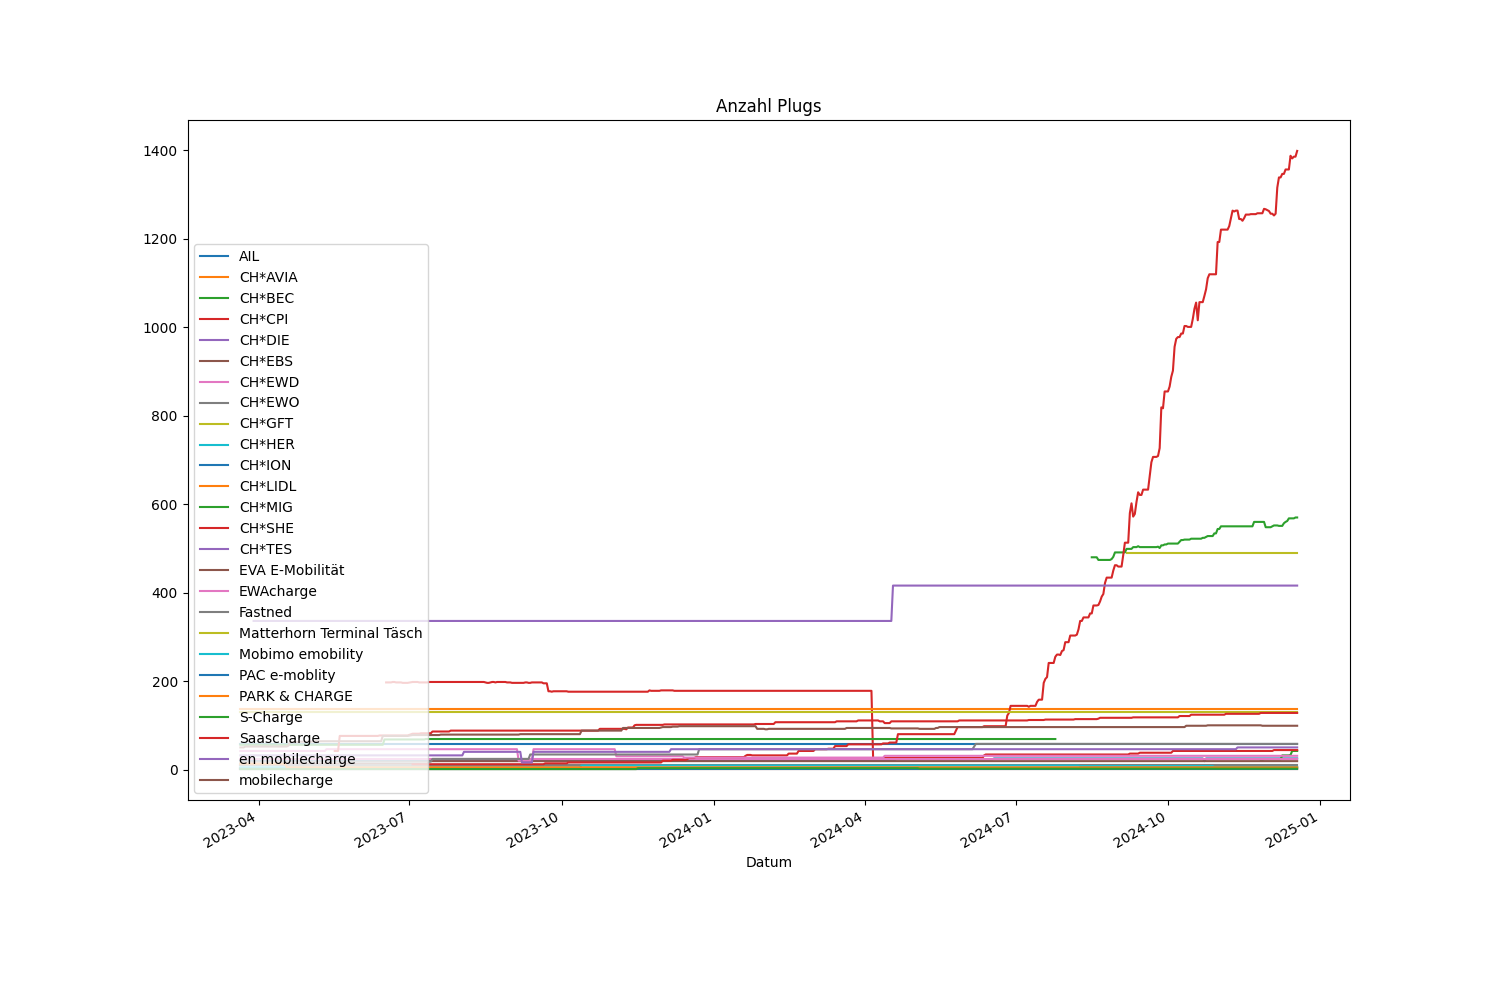 Anzahl Plugs
1400
1200
1000
800
600
400
200
0
AIL
CH*AVIA
CH*BEC
CH*CPI
CH*DIE
CH*EBS
CH*EWD
CH*EWO
CH*GFT
CH*HER
CH*ION
CH*LIDL
CH*MIG
CH*SHE
CH*TES
EVA E-Mobilität
EWAcharge
Fastned
Matterhorn Terminal Täsch
Mobimo emobility
PAC e-moblity
PARK & CHARGE
S-Charge
Saascharge
en mobilecharge
mobilecharge
2023-04
2023-07
2023-10
2024-01
2024-04
2024-07
2024-10
2025-01
Datum